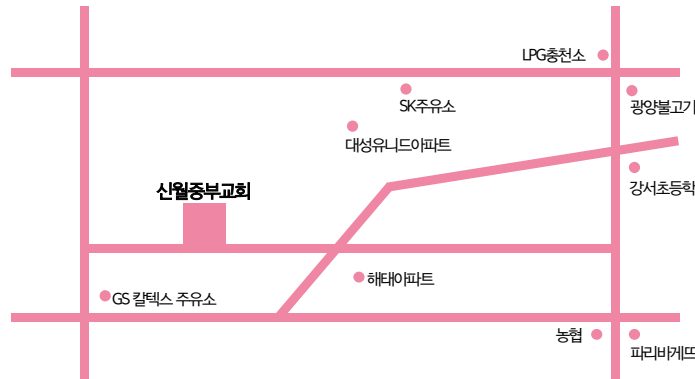 LPG충천소
SK주유소
광양불고기
대성유니드아파트
강서초등학
신월중부교회
해태아파트
GS 칼텍스 주유소
농협
파리바게뜨